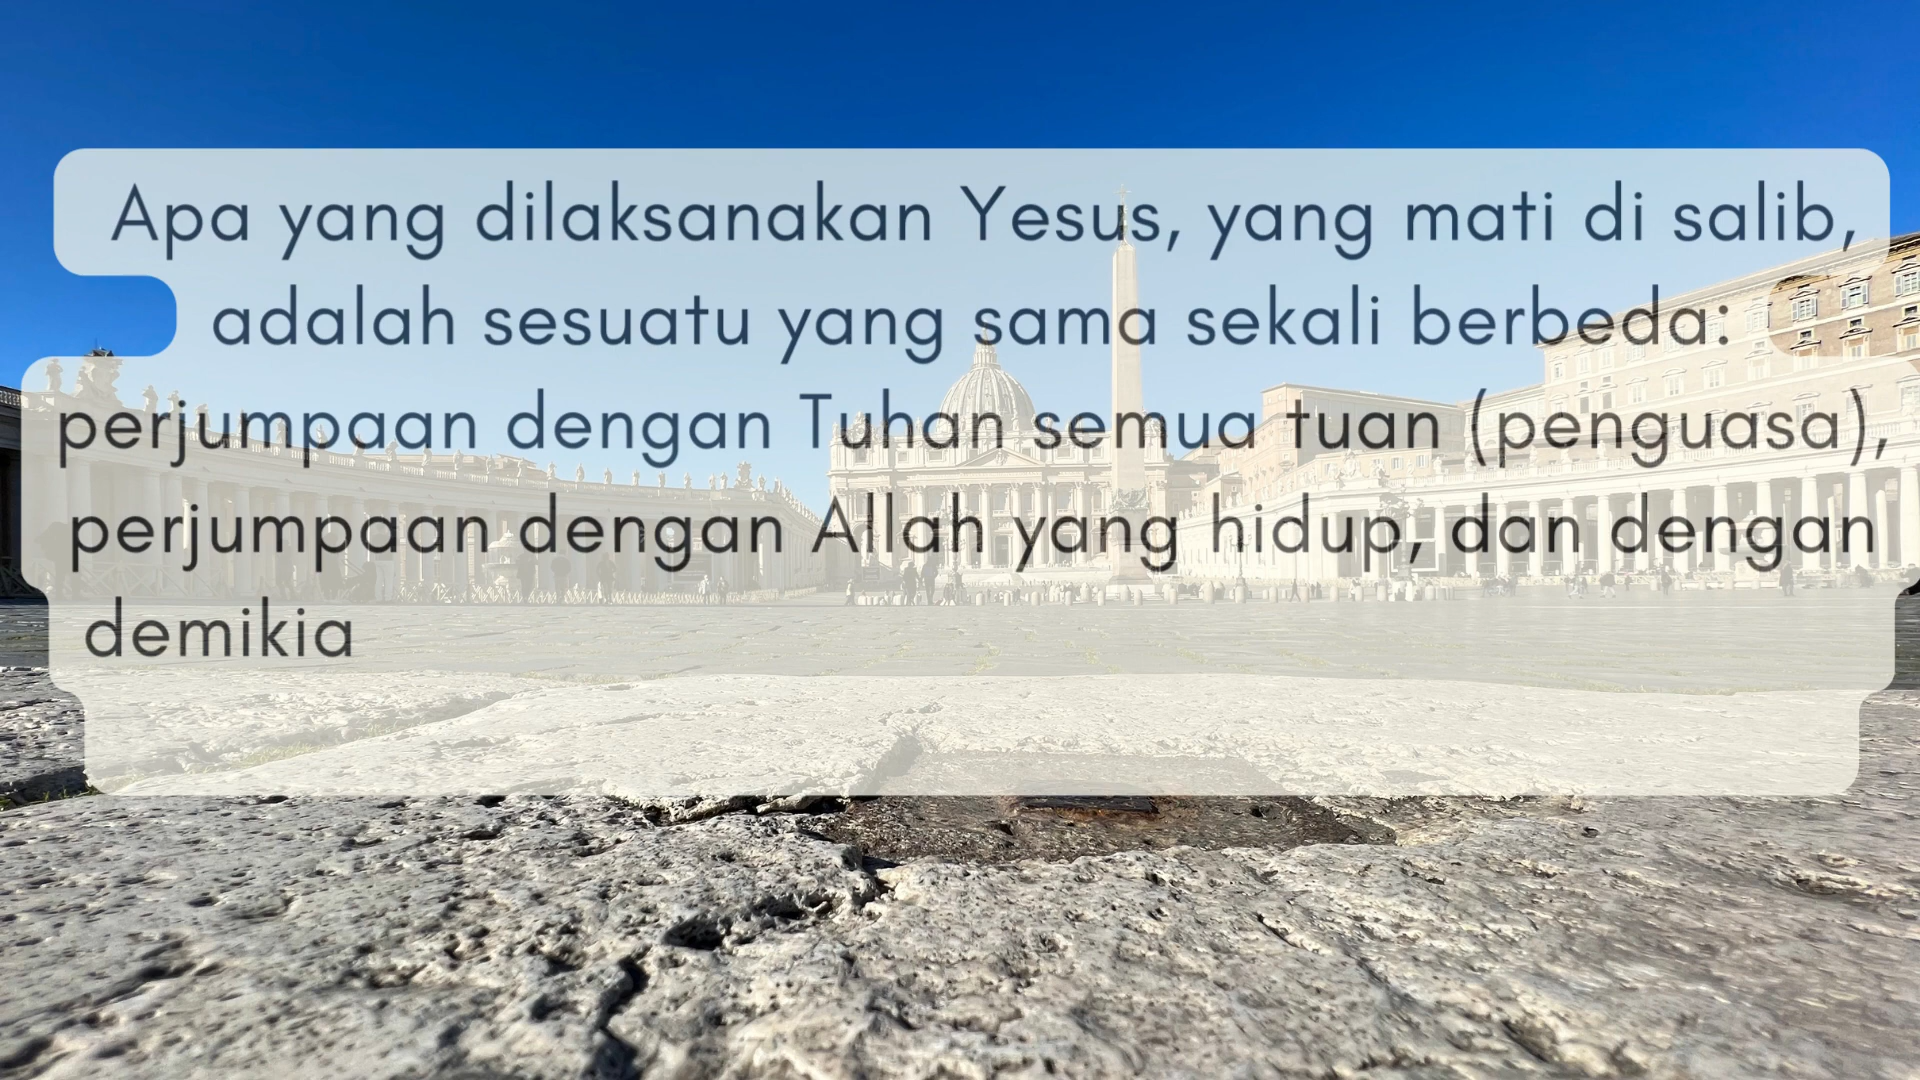 Apa yang dilaksanakan Yesus, yang mati di salib,
adalah sesuatu yang sama sekali berbeda:
perjumpaan dengan Tuhan semua tuan (penguasa),
perjumpaan dengan Allah yang hidup, dan dengan
demikia